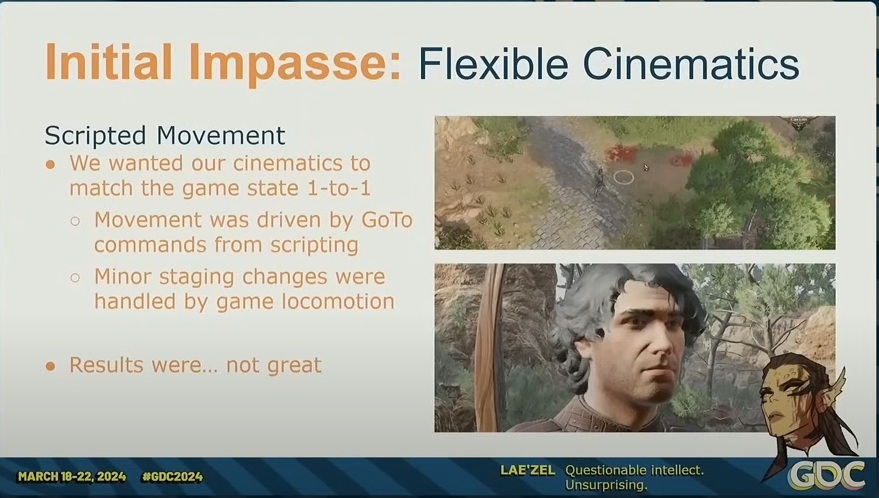 Initial Impasse: Flexible Cinematics
Scripted Movement
● We wanted our cinematics to
match the game state 1-to-1
○ Movement was driven by GoTo
commands from scripting
○ Minor staging changes were
handled by game locomotion
● Results were... not great
MARCH 18-22, 2024 #GDC2024
LAE'ZEL Questionable intellect.
Unsurprising.
GDC